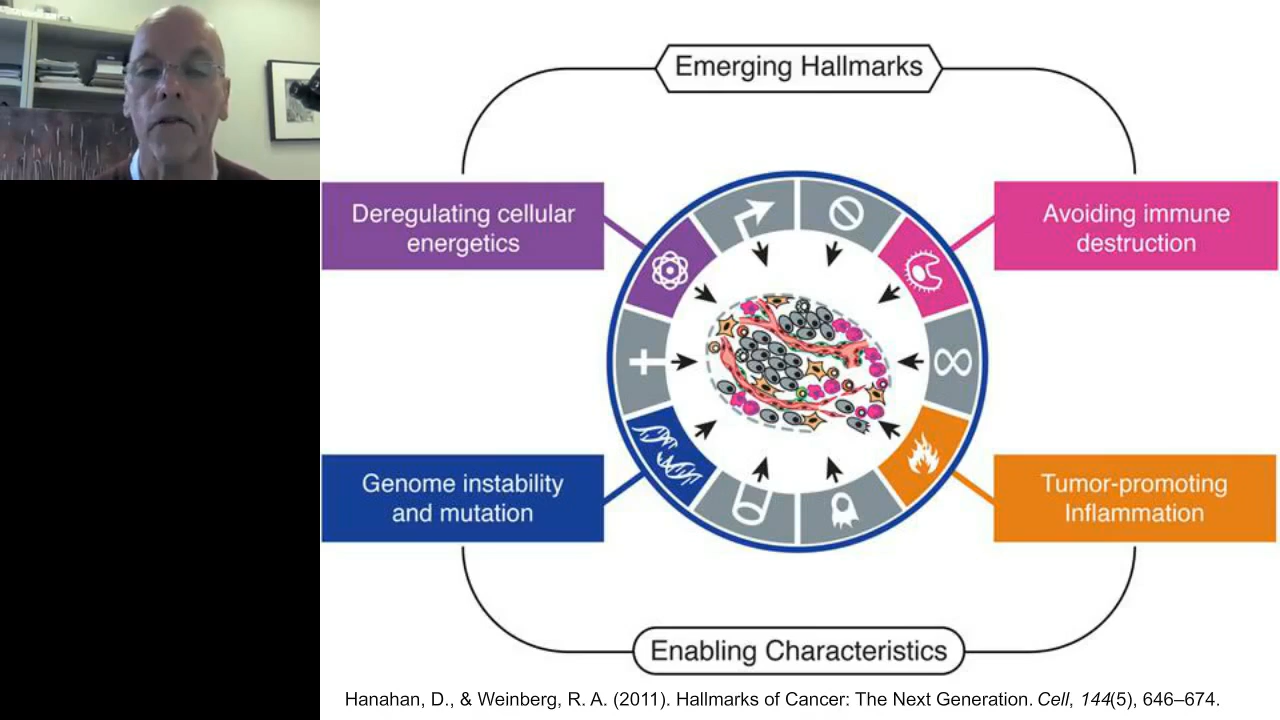 Emerging Hallmarks
Deregulating cellular
energetics
Avoiding immune
destruction
Genome instability
and mutation
Tumor-promoting
Inflammation
Enabling Characteristics
Hanahan, D., & Weinberg, R. A. (2011). Hallmarks of Cancer: The Next Generation. Cell, 144(5), 646–674.